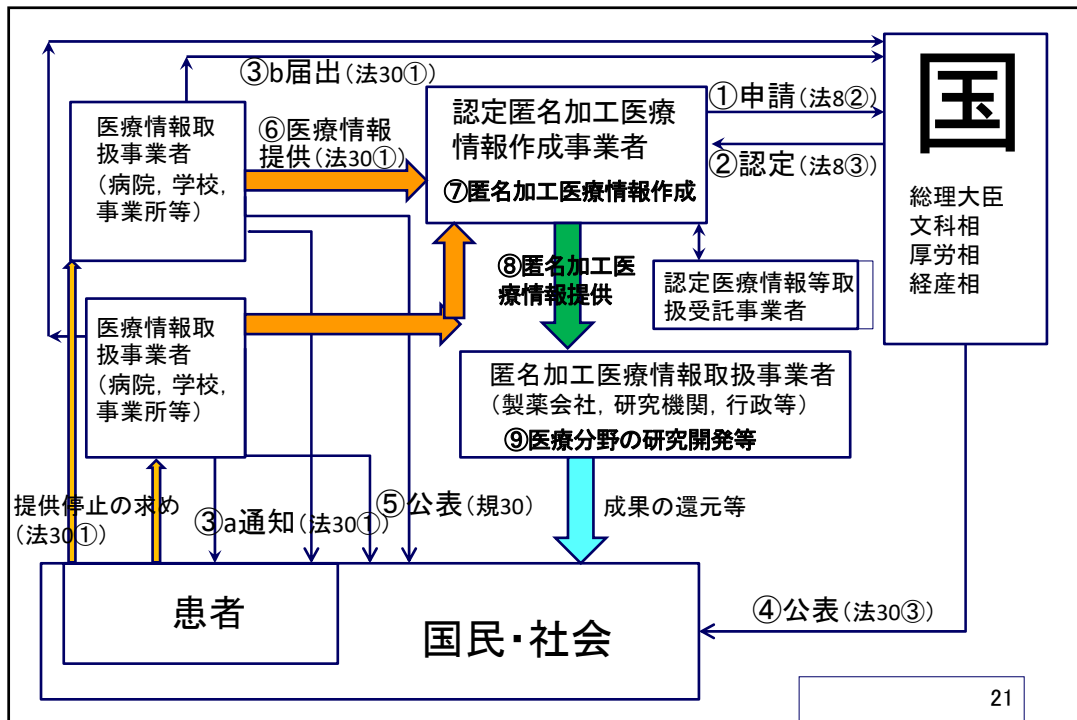 ③b届出(法30①)
医療情報取
扱事業者
(病院, 学校,
事業所等)
⑥医療情報
提供(法30①)
認定匿名加工医療
情報作成事業者
⑦匿名加工医療情報作成
①申請(法8②)
②認定(法8③)
国
総理大臣
文科相
厚労相
経産相
⑧匿名加工医
療情報提供
認定医療情報等取
扱受託事業者
医療情報取
扱事業者
(病院, 学校,
事業所等)
匿名加工医療情報取扱事業者
(製薬会社, 研究機関, 行政等)
⑨医療分野の研究開発等
提供停止の求め
(法30①)
③a通知(法30①)
⑤公表(規30)
成果の還元等
④公表(法30③)
患者
国民・社会
21